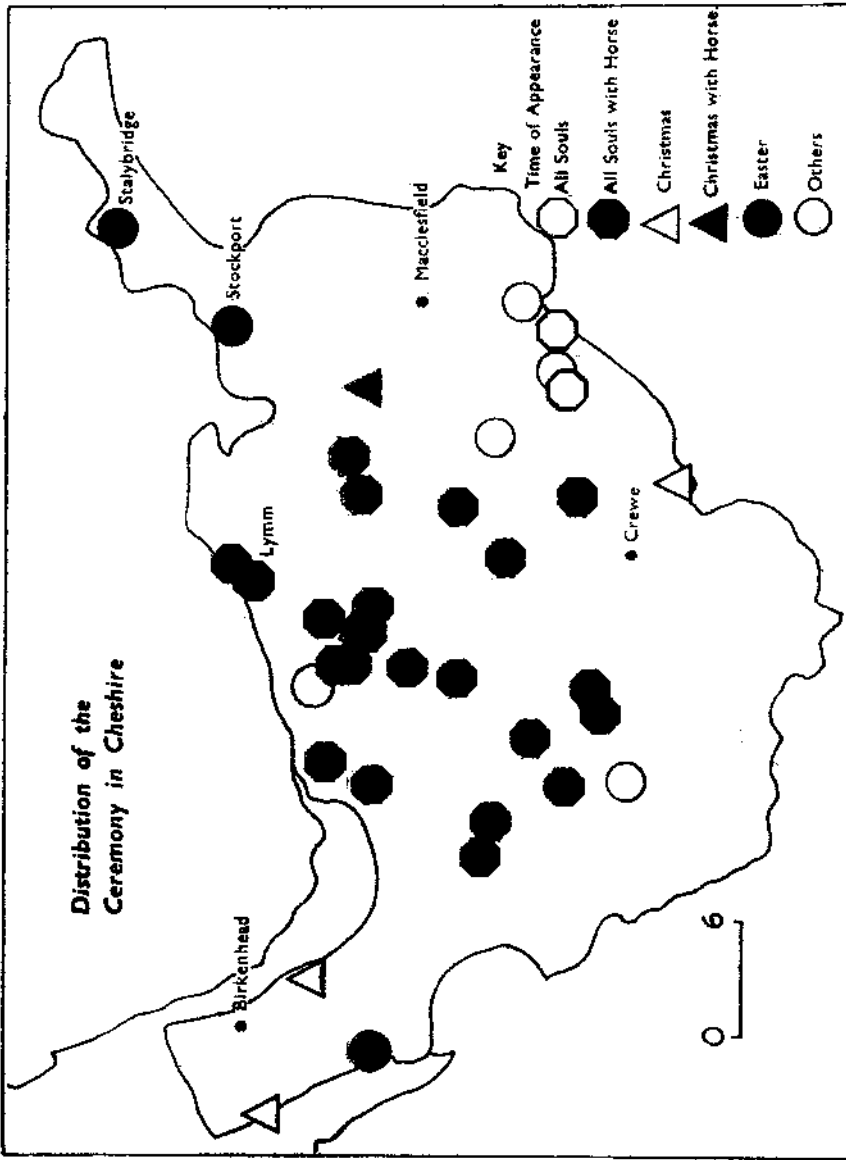 Distribution of the
Ceremony in Cheshire
Stalybridge
Stockport
Macclesfield
Lymm
Crewe
Birkenhead
Key
Time of Appearance
All Souls
All Souls with Horse
Christmas
Christmas with Horse.
Easter
Others
0 6